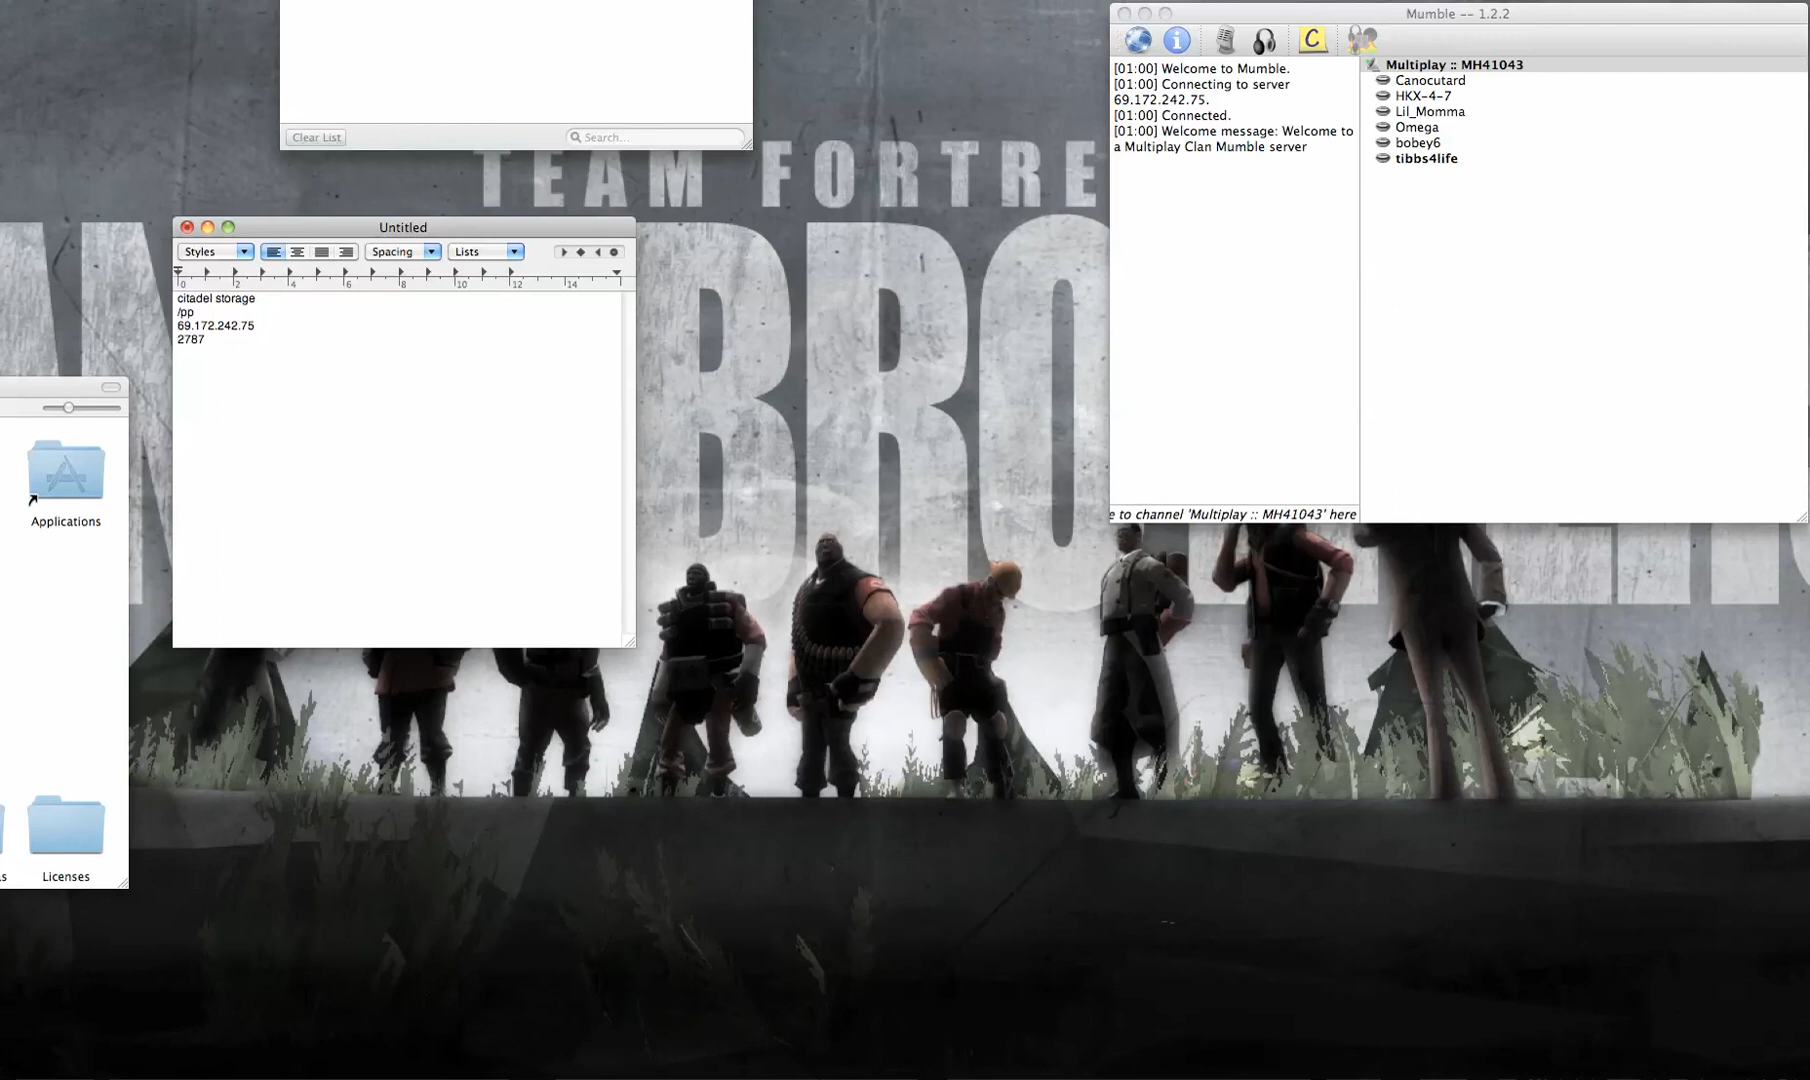 Clear List
Search...
TEAM FORTRE
BRO
Untitled
Styles
Spacing
Lists
0 2 4 6 8 10 12 14
citadel storage
/pp
69.172.242.75
2787
Applications
Licenses
Mumble -- 1.2.2
C
[01:00] Welcome to Mumble.
[01:00] Connecting to server
69.172.242.75.
[01:00] Connected.
[01:00] Welcome message: Welcome to
a Multiplay Clan Mumble server
e to channel 'Multiplay :: MH41043' here
Multiplay :: MH41043
Canocutard
HKX-4-7
Lil_Momma
Omega
bobey6
tibbs4life